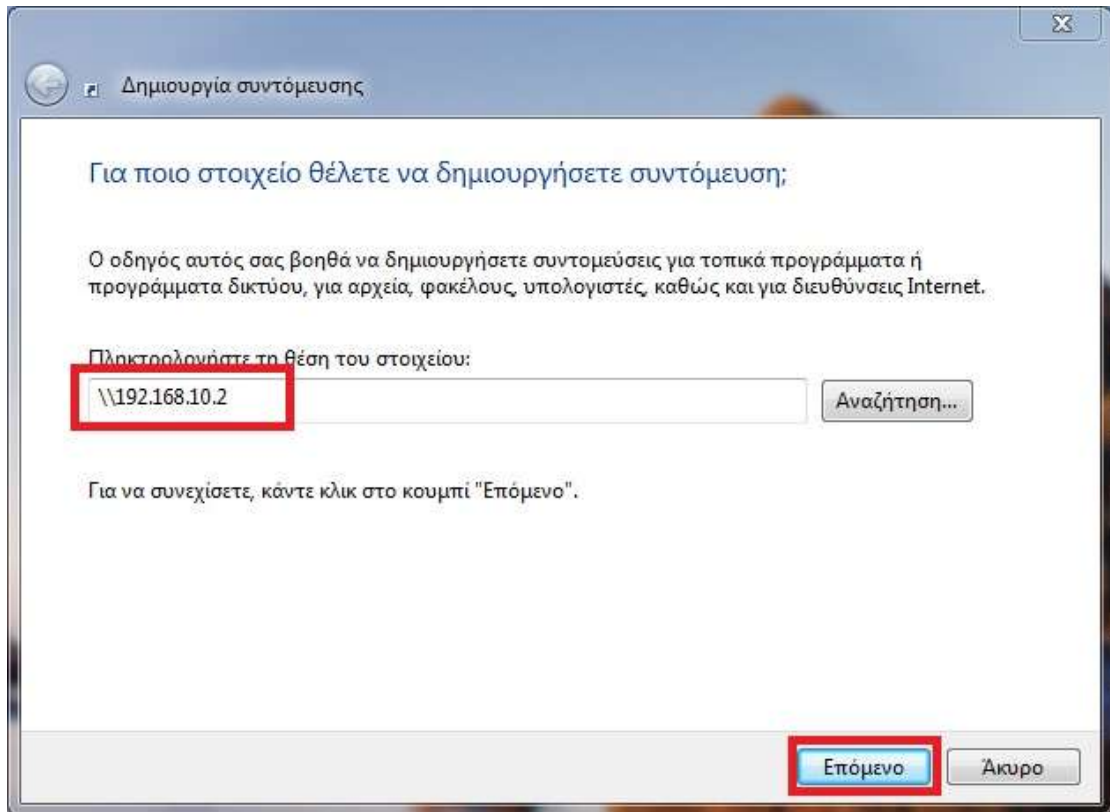 Δημιουργία συντόμευσης
Για ποιο στοιχείο θέλετε να δημιουργήσετε συντόμευση;
Ο οδηγός αυτός σας βοηθά να δημιουργήσετε συντομεύσεις για τοπικά προγράμματα ή
προγράμματα δικτύου, για αρχεία, φακέλους, υπολογιστές, καθώς και για διευθύνσεις Internet.
Πληκτρολογήστε τη θέση του στοιχείου:
\\192.168.10.2
Αναζήτηση...
Για να συνεχίσετε, κάντε κλικ στο κουμπί "Επόμενο".
Επόμενο
Άκυρο